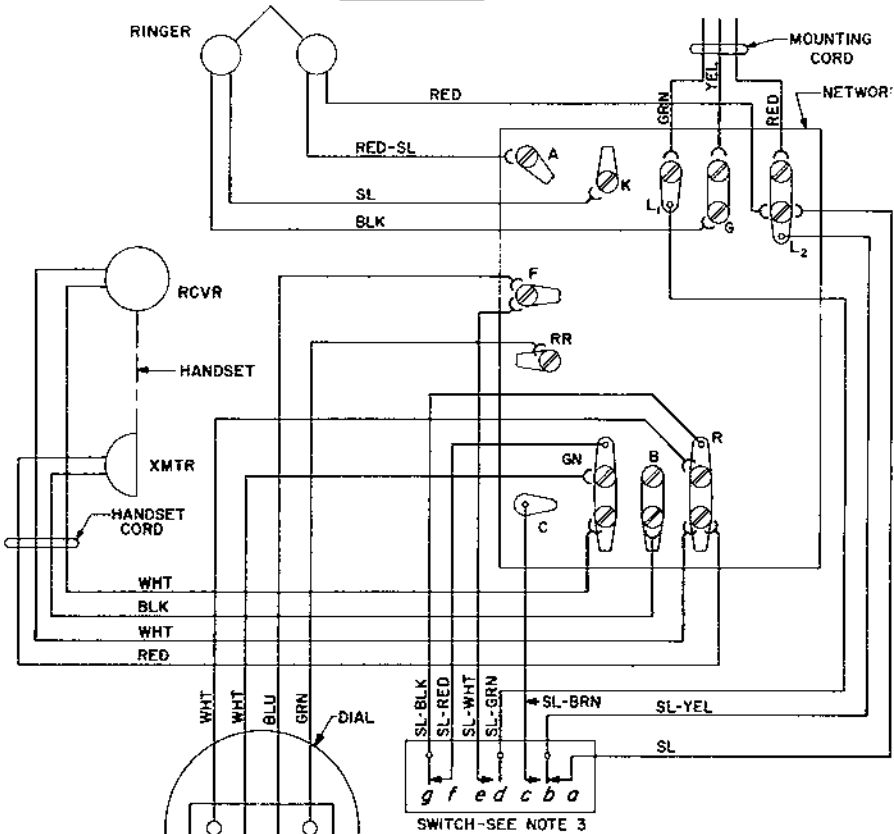 RINGER
MOUNTING
CORD
NETWOR
RED
GRN
YEL
RED
RED-SL
A
K
SL
BLK
L1
G
L2
RCVR
F
RR
HANDSET
R
XMTR
GN
B
HANDSET
CORD
C
WHT
BLK
WHT
RED
WHT
WHT
BLU
GRN
DIAL
SL-BLK
SL-RED
SL-WHT
SL-GRN
SL-BRN
SL-YEL
SL
g f e d c b a
SWITCH-SEE NOTE 3